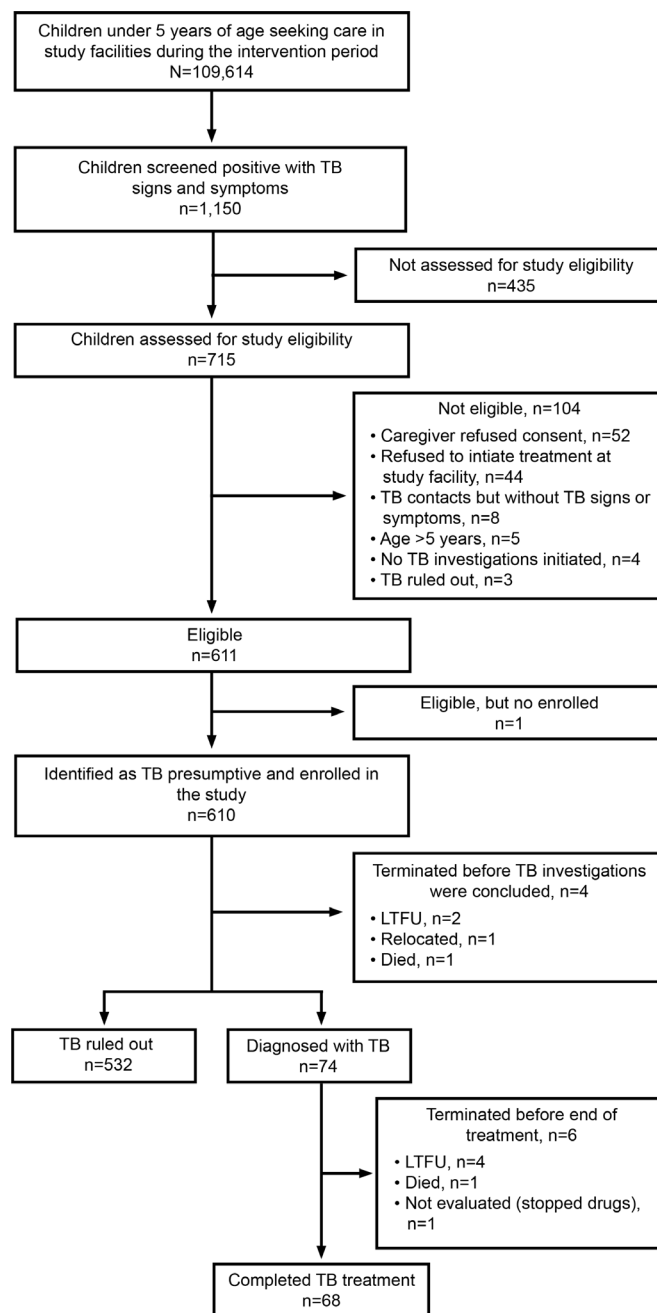 Children under 5 years of age seeking care in
study facilities during the intervention period
N=109,614
Children screened positive with TB
signs and symptoms
n=1,150
Not assessed for study eligibility
n=435
Children assessed for study eligibility
n=715
Not eligible, n=104
• Caregiver refused consent, n=52
• Refused to intiate treatment at
study facility, n=44
• TB contacts but without TB signs or
symptoms, n=8
• Age >5 years, n=5
• No TB investigations initiated, n=4
• TB ruled out, n=3
Eligible
n=611
Eligible, but no enrolled
n=1
Identified as TB presumptive and enrolled in
the study
n=610
Terminated before TB investigations
were concluded, n=4
• LTFU, n=2
• Relocated, n=1
• Died, n=1
TB ruled out
n=532
Diagnosed with TB
n=74
Terminated before end of
treatment, n=6
• LTFU, n=4
• Died, n=1
• Not evaluated (stopped drugs),
n=1
Completed TB treatment
n=68